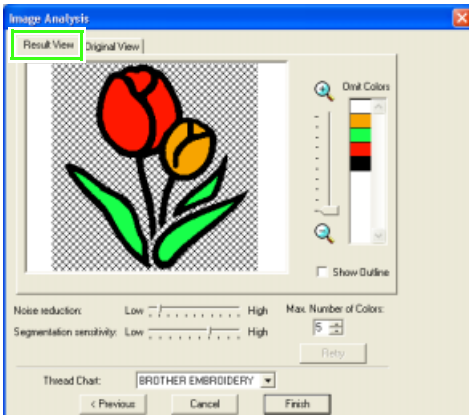 Image Analysis
Result View Original View
Omit Colors
Show Outline
Noise reduction: Low High Max. Number of Colors:
Segmentation sensitivity: Low High 5
Retry
Thread Chart: BROTHER EMBROIDERY
< Previous Cancel Finish